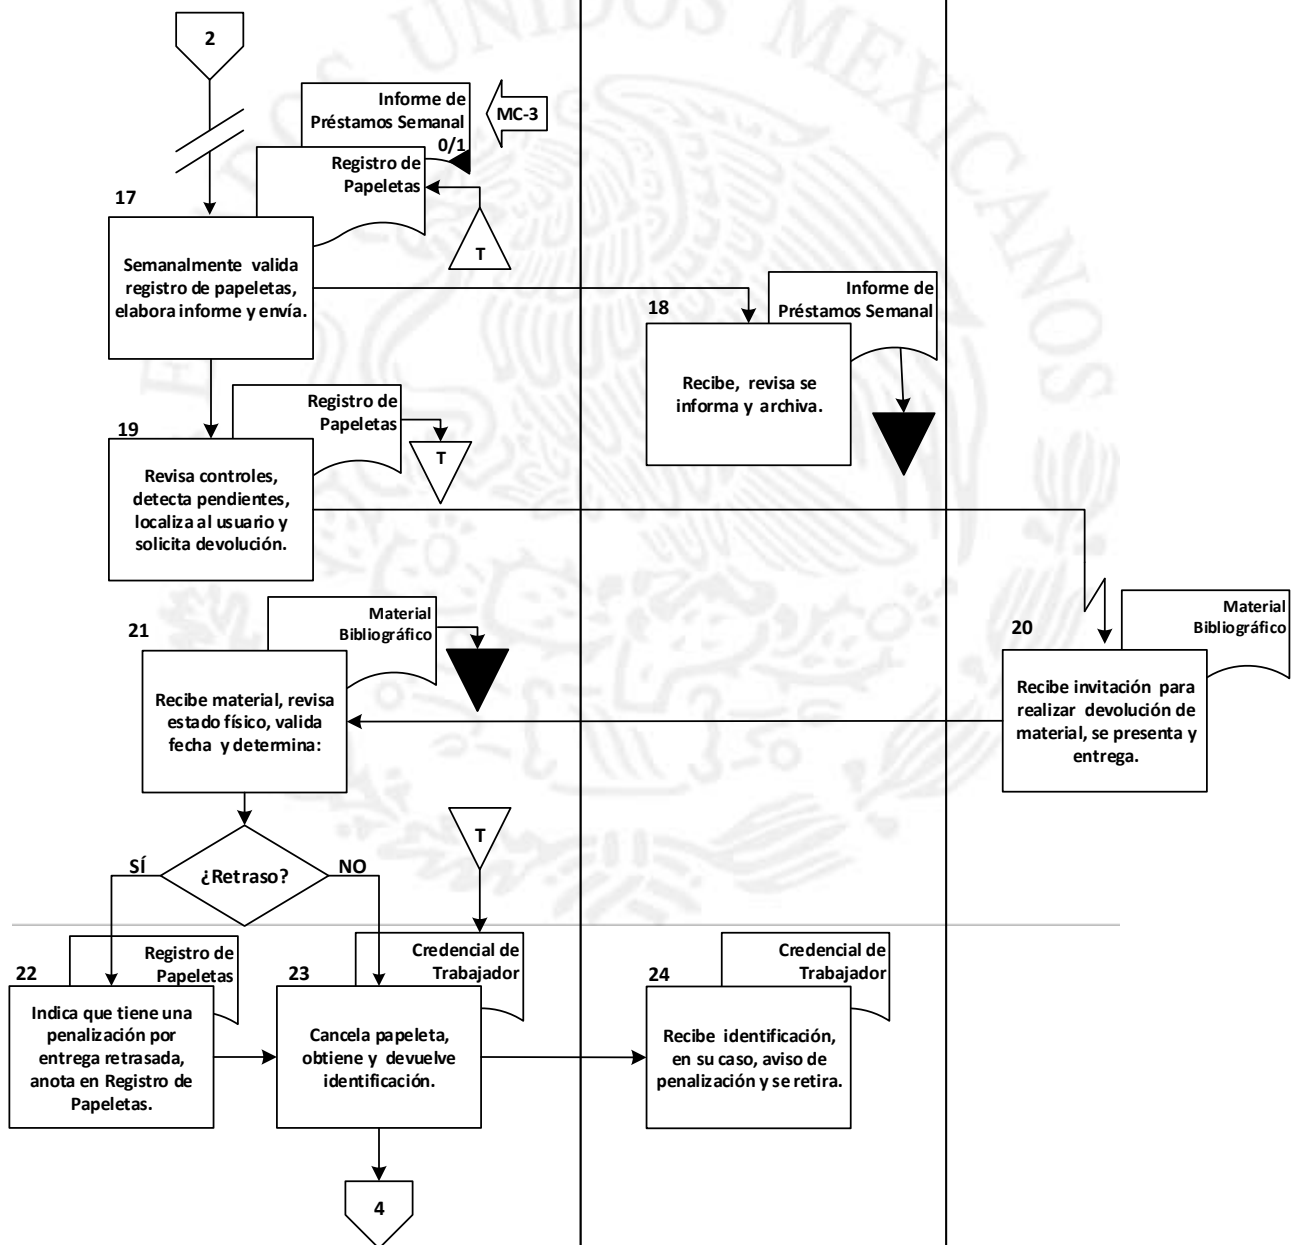 2
Informe de
Préstamos Semanal
0/1
MC-3
Registro de
Papeletas
T
17
Semanalmente valida
registro de papeletas,
elabora informe y envía.
Informe de
Préstamos Semanal
18
Recibe, revisa se
informa y archiva.
Registro de
Papeletas
T
19
Revisa controles,
detecta pendientes,
localiza al usuario y
solicita devolución.
Material
Bibliográfico
20
Recibe invitación para
realizar devolución de
material, se presenta y
entrega.
Material
Bibliográfico
21
Recibe material, revisa
estado físico, valida
fecha y determina:
T
¿Retraso?
SÍ
NO
Registro de
Papeletas
22
Indica que tiene una
penalización por
entrega retrasada,
anota en Registro de
Papeletas.
Credencial de
Trabajador
23
Cancela papeleta,
obtiene y devuelve
identificación.
Credencial de
Trabajador
24
Recibe identificación,
en su caso, aviso de
penalización y se retira.
4
UNIDOS MEXICANOS